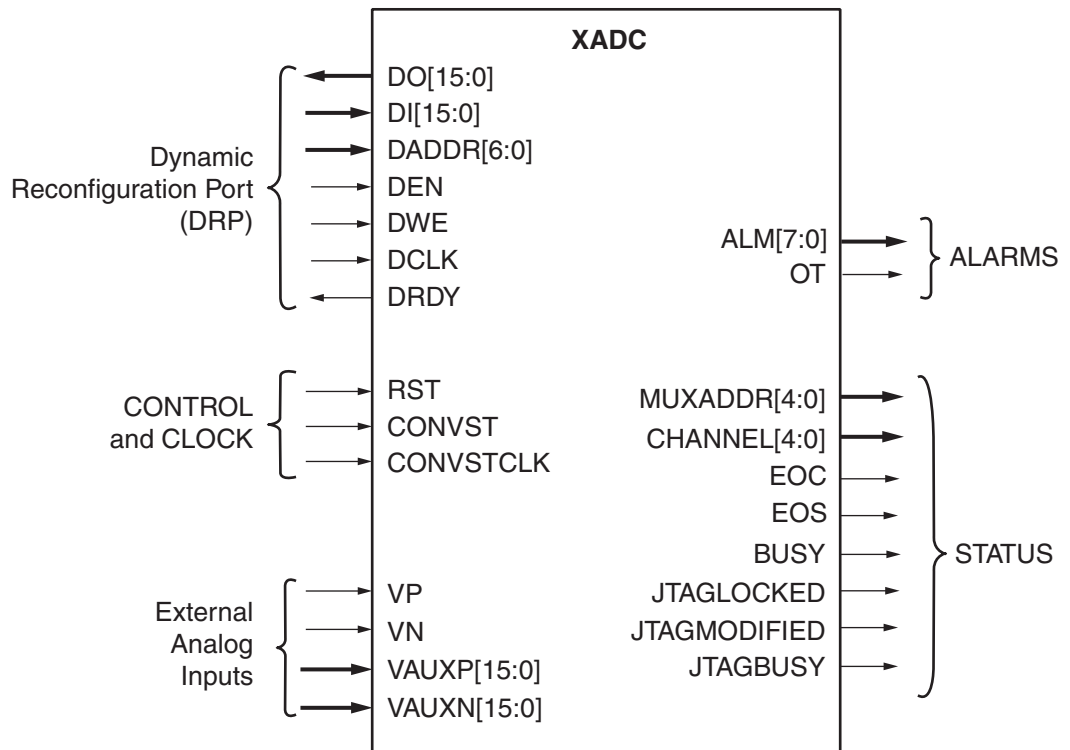 XADC
Dynamic
Reconfiguration Port
(DRP)
DO[15:0]
DI[15:0]
DADDR[6:0]
DEN
DWE
DCLK
DRDY
CONTROL
and CLOCK
RST
CONVST
CONVSTCLK
External
Analog
Inputs
VP
VN
VAUXP[15:0]
VAUXN[15:0]
ALM[7:0]
OT
ALARMS
MUXADDR[4:0]
CHANNEL[4:0]
EOC
EOS
BUSY
JTAGLOCKED
JTAGMODIFIED
JTAGBUSY
STATUS